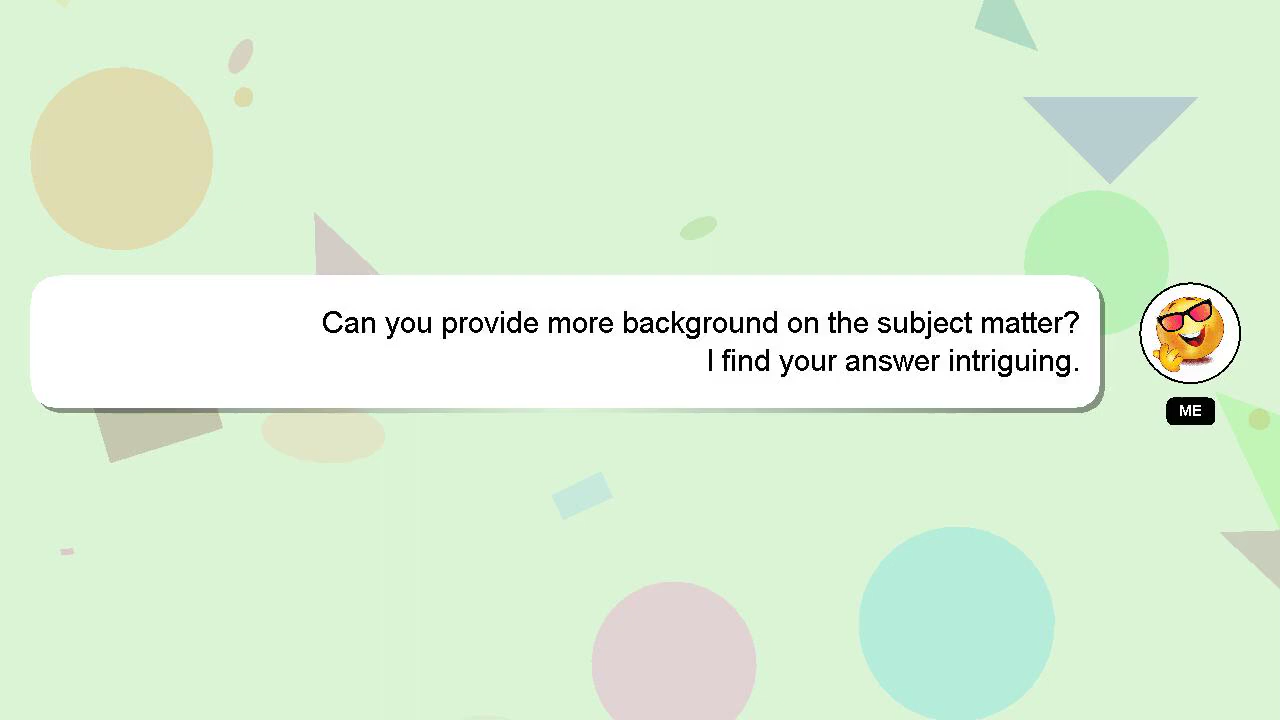 Can you provide more background on the subject matter?
I find your answer intriguing.
ME